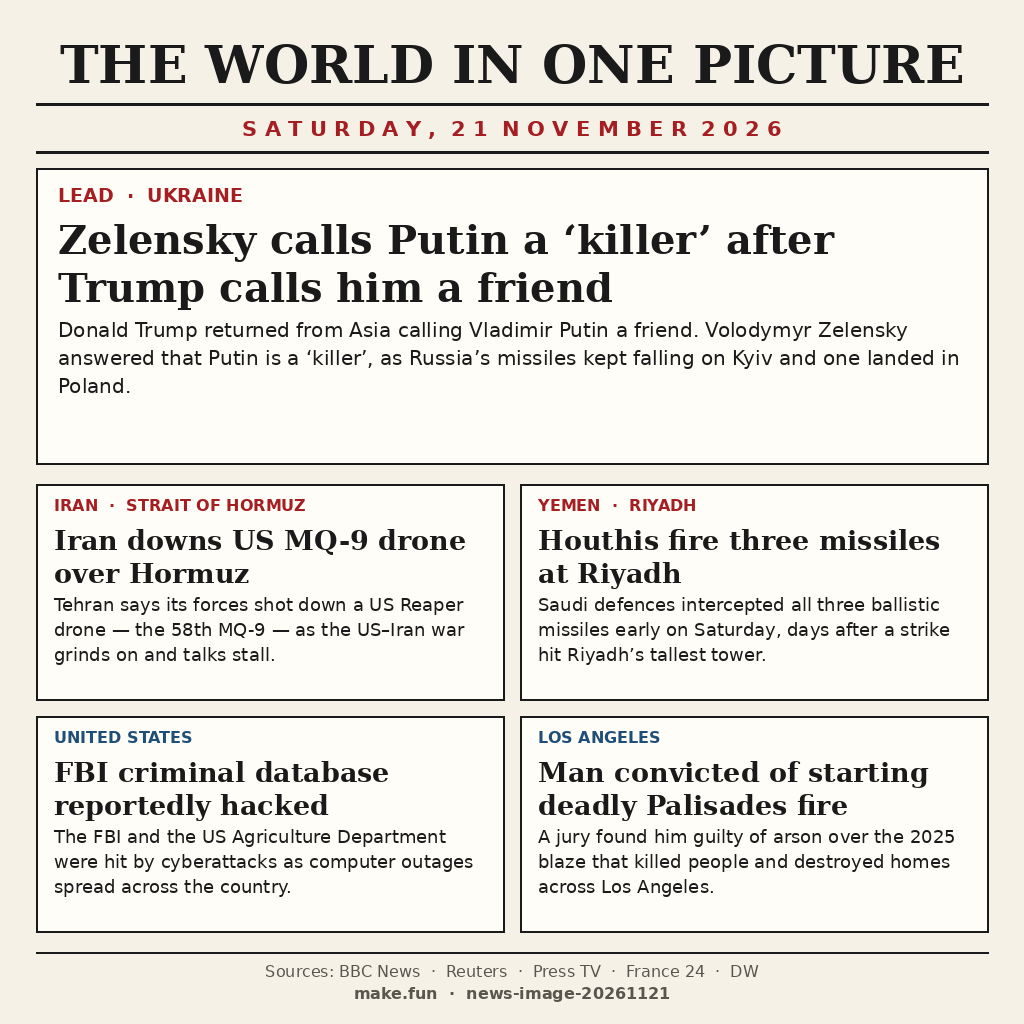 THE WORLD IN ONE PICTURE
SATURDAY, 21 NOVEMBER 2026
LEAD · UKRAINE
Zelensky calls Putin a ‘killer’ after
Trump calls him a friend
Donald Trump returned from Asia calling Vladimir Putin a friend. Volodymyr Zelensky
answered that Putin is a ‘killer’, as Russia’s missiles kept falling on Kyiv and one landed in
Poland.
IRAN · STRAIT OF HORMUZ
Iran downs US MQ-9 drone
over Hormuz
Tehran says its forces shot down a US Reaper
drone — the 58th MQ-9 — as the US–Iran war
grinds on and talks stall.
YEMEN · RIYADH
Houthis fire three missiles
at Riyadh
Saudi defences intercepted all three ballistic
missiles early on Saturday, days after a strike
hit Riyadh’s tallest tower.
UNITED STATES
FBI criminal database
reportedly hacked
The FBI and the US Agriculture Department
were hit by cyberattacks as computer outages
spread across the country.
LOS ANGELES
Man convicted of starting
deadly Palisades fire
A jury found him guilty of arson over the 2025
blaze that killed people and destroyed homes
across Los Angeles.
Sources: BBC News · Reuters · Press TV · France 24 · DW
make.fun · news-image-20261121